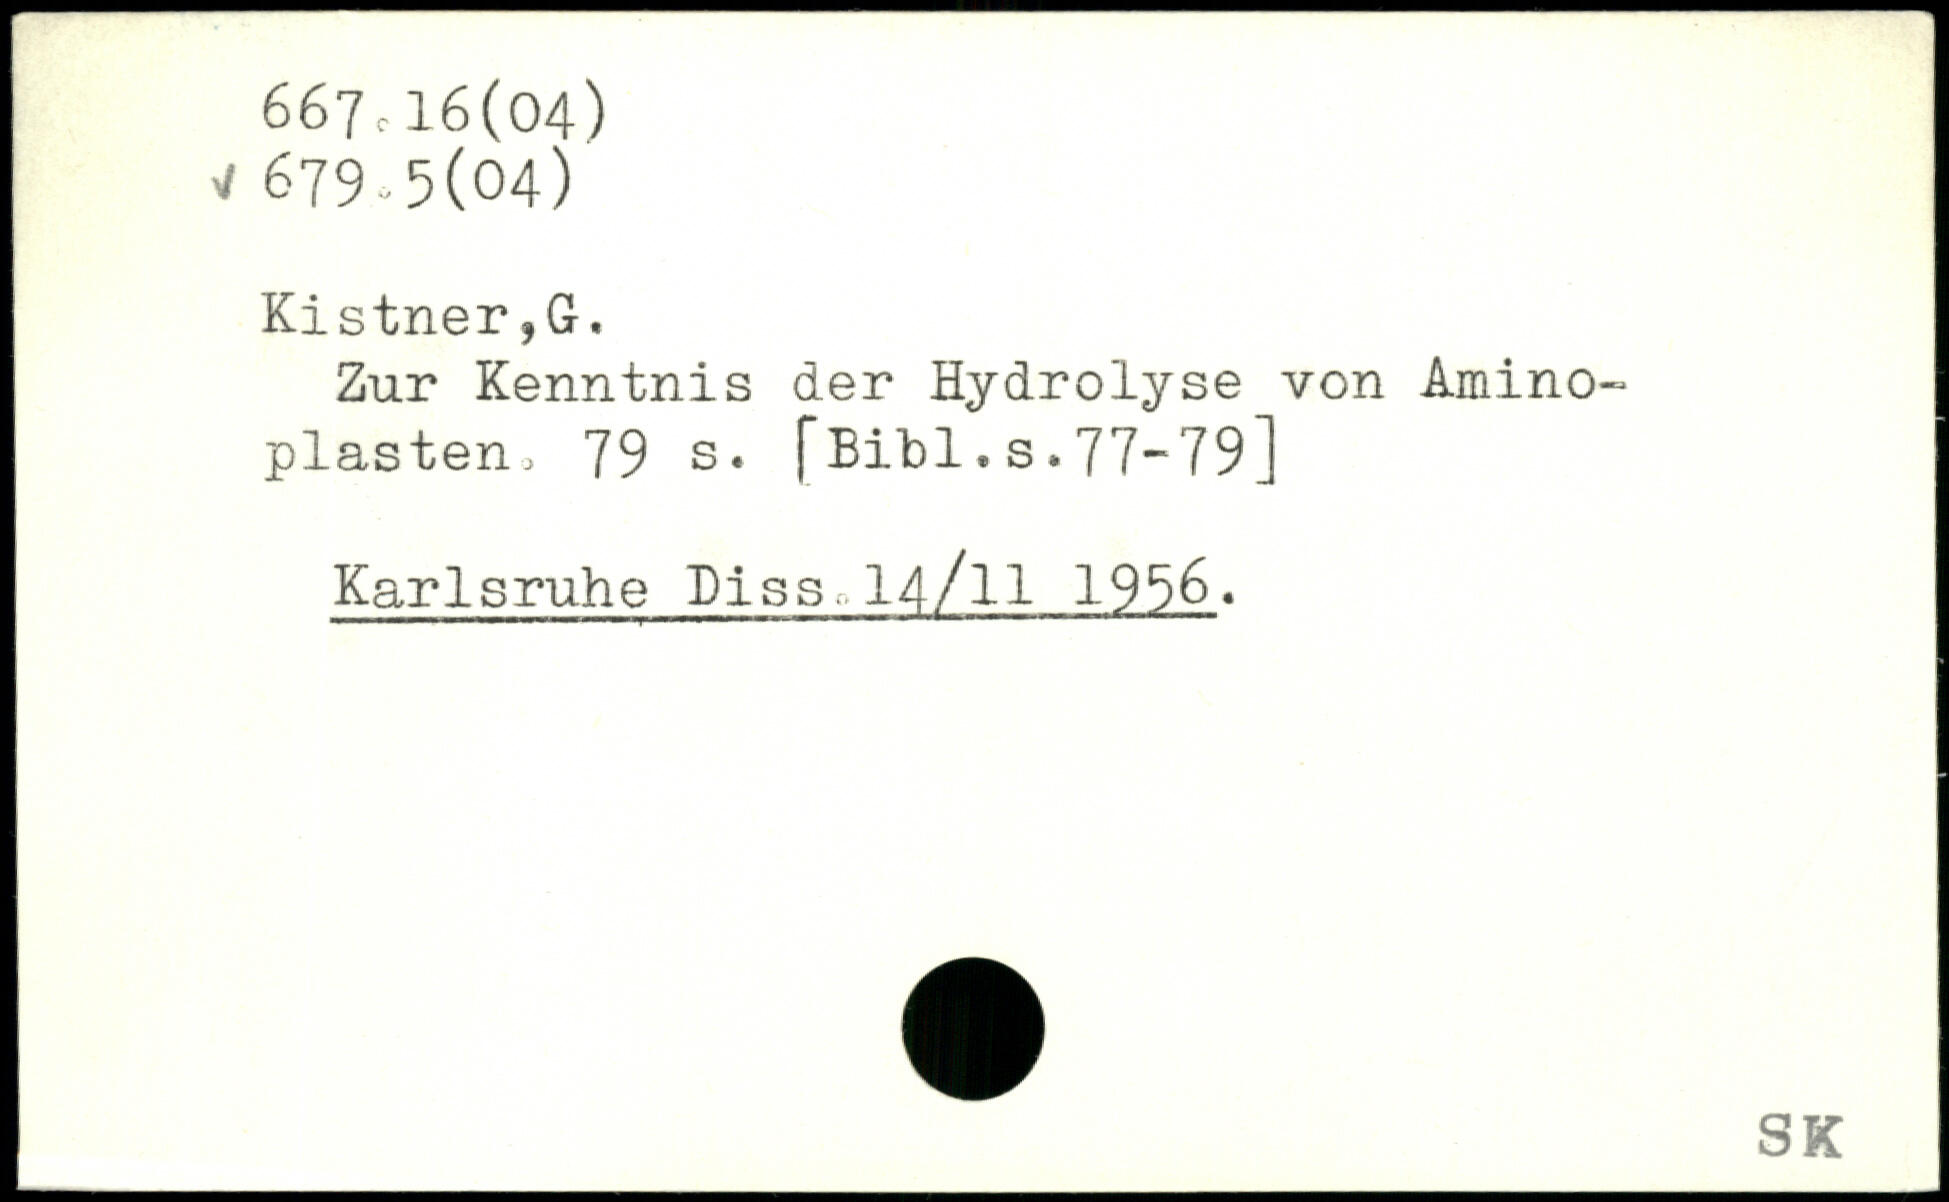 667.16(04)
✓ 679.5(04)
Kistner,G.
Zur Kenntnis der Hydrolyse von Amino-
plasten. 79 s. [Bibl.s.77-79]
Karlsruhe Diss.14/11 1956.
SK